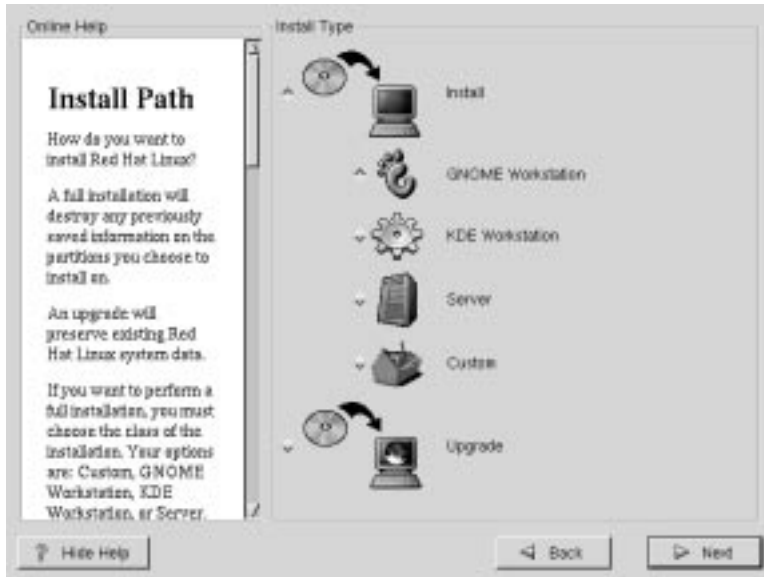 Online Help
Install Path
How do you want to
install Red Hat Linux?
A full installation will
destroy any previously
saved information on the
partitions you choose to
install on.
An upgrade will
preserve existing Red
Hat Linux system data.
If you want to perform a
full installation, you must
choose the class of the
installation. Your options
are: Custom, GNOME
Workstation, KDE
Workstation, or Server.
Install Type
Install
GNOME Workstation
KDE Workstation
Server
Custom
Upgrade
? Hide Help
Back
Next